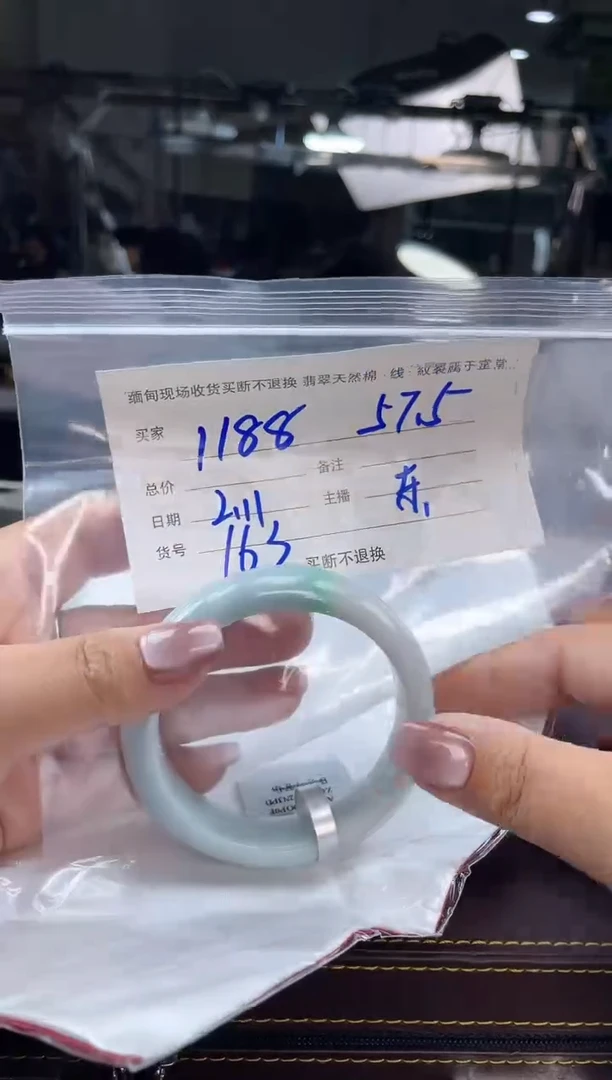 缅甸现场收货买断不退换 翡翠天然棉·线·纹裂属于正常...
买家 1188 57.5
总价 备注
日期 2.11 主播
货号 163 买断不退换